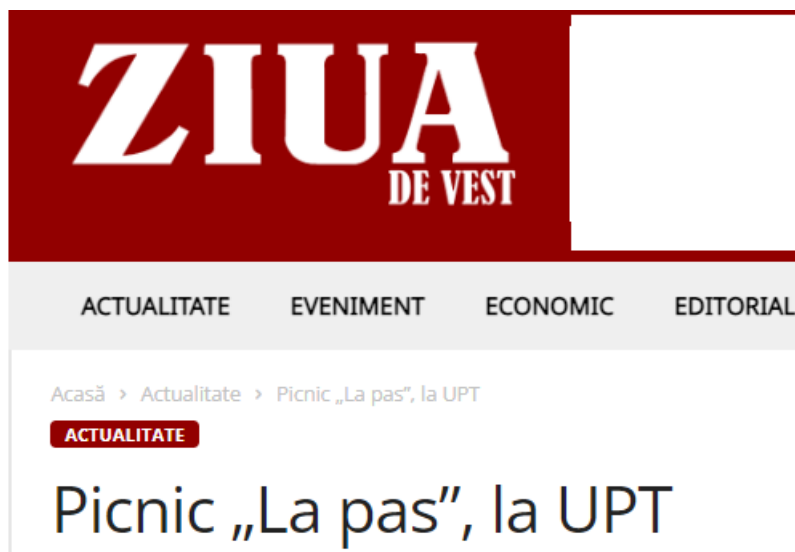 ZIUA
DE VEST
ACTUALITATE EVENIMENT ECONOMIC EDITORIAL
Acasă › Actualitate › Picnic „La pas”, la UPT
ACTUALITATE
Picnic „La pas”, la UPT